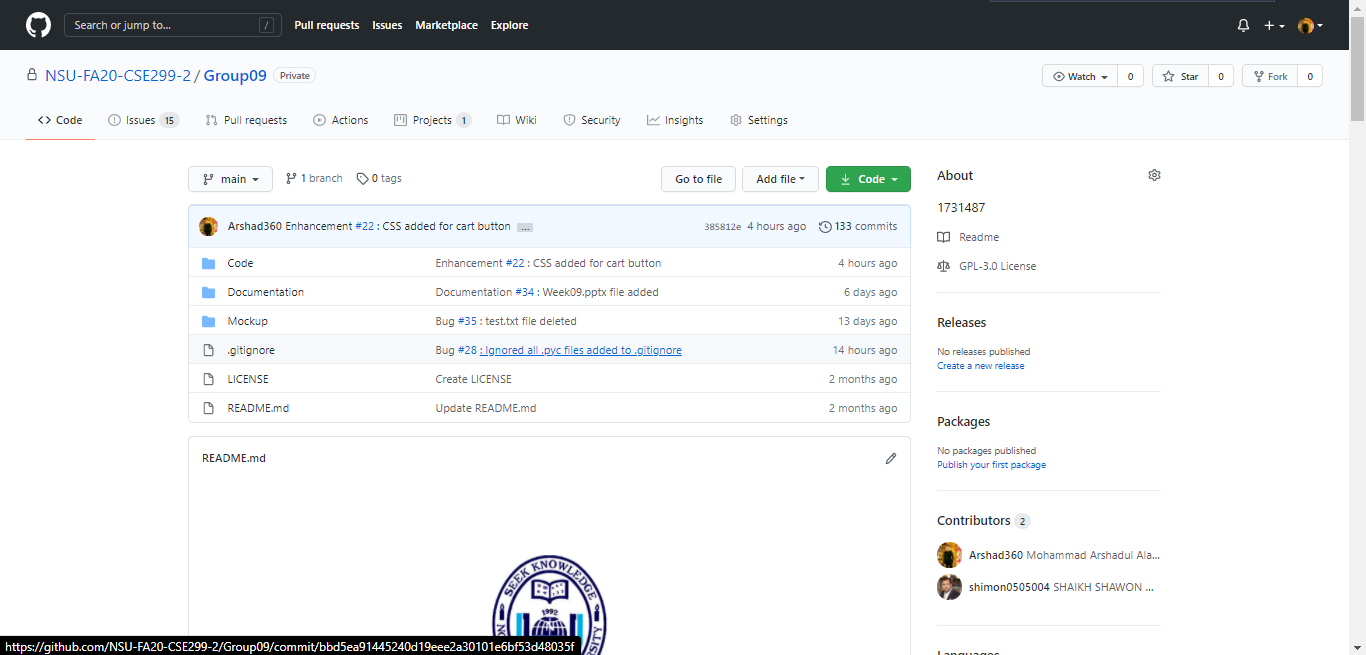 Search or jump to... /
Pull requests Issues Marketplace Explore
NSU-FA20-CSE299-2 / Group09 Private
Watch 0 Star 0 Fork 0
<> Code Issues 15 Pull requests Actions Projects 1 Wiki Security Insights Settings
main 1 branch 0 tags Go to file Add file Code
Arshad360 Enhancement #22 : CSS added for cart button ... 385812e 4 hours ago 133 commits
Code Enhancement #22 : CSS added for cart button 4 hours ago
Documentation Documentation #34 : Week09.pptx file added 6 days ago
Mockup Bug #35 : test.txt file deleted 13 days ago
.gitignore Bug #28 : Ignored all .pyc files added to .gitignore 14 hours ago
LICENSE Create LICENSE 2 months ago
README.md Update README.md 2 months ago
README.md
SEEK KNOWLEDGE
1992
About
1731487
Readme
GPL-3.0 License
Releases
No releases published
Create a new release
Packages
No packages published
Publish your first package
Contributors 2
Arshad360 Mohammad Arshadul Ala...
shimon0505004 SHAIKH SHAWON ...
Languages
https://github.com/NSU-FA20-CSE299-2/Group09/commit/bbd5ea91445240d19eee2a30101e6bf53d48035f